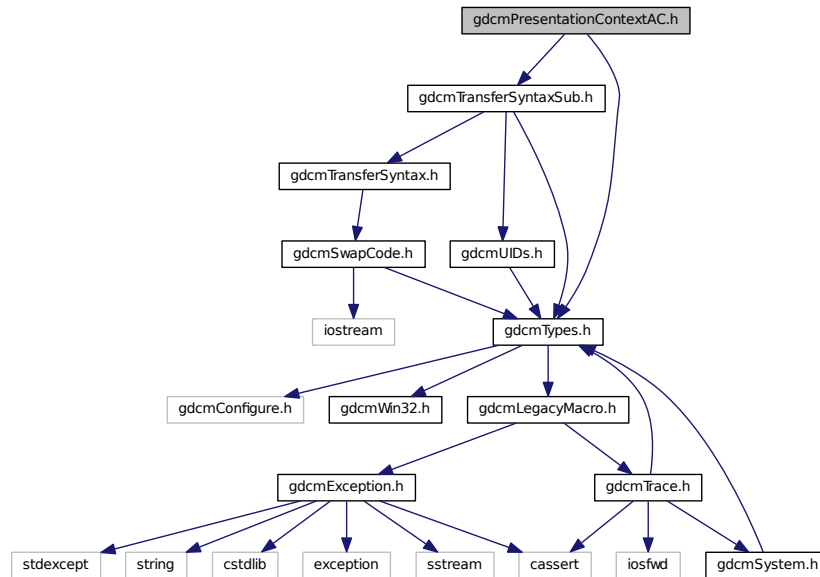 gdcmPresentationContextAC.h
gdcmTransferSyntaxSub.h
gdcmTransferSyntax.h
gdcmSwapCode.h
gdcmUIDs.h
iostream
gdcmTypes.h
gdcmConfigure.h
gdcmWin32.h
gdcmLegacyMacro.h
gdcmException.h
gdcmTrace.h
stdexcept
string
cstdlib
exception
sstream
cassert
iosfwd
gdcmSystem.h